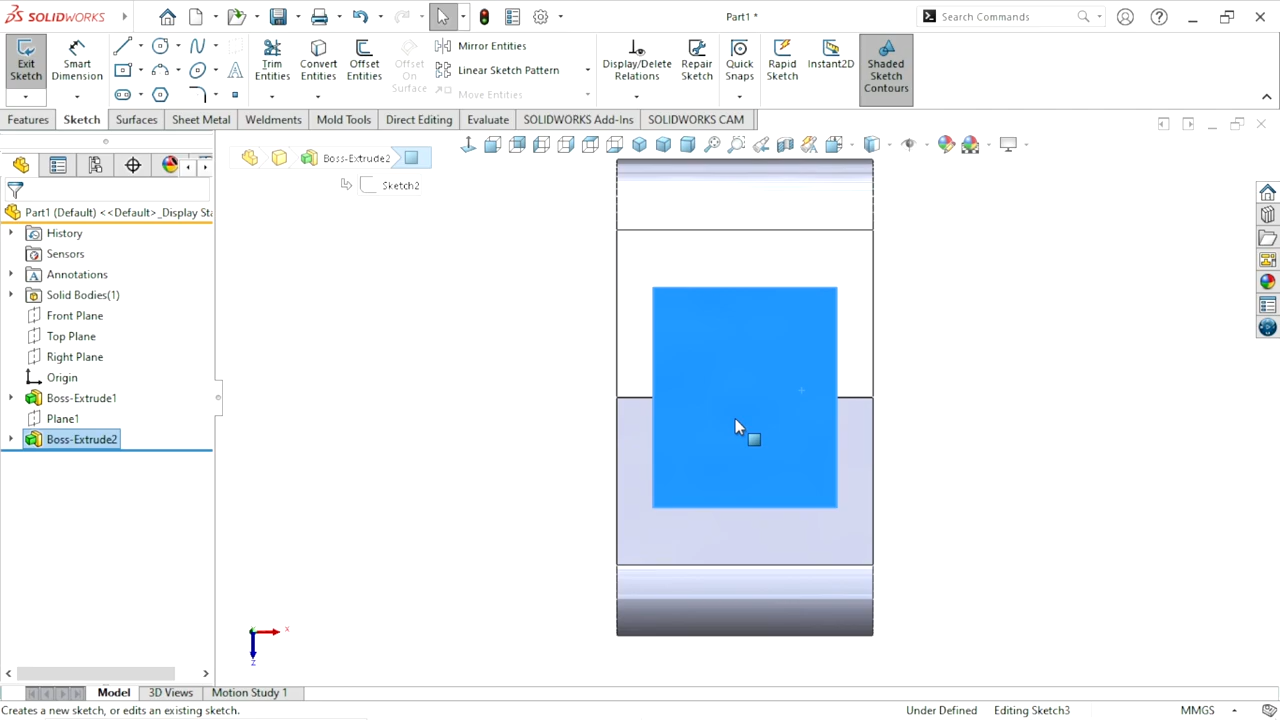 SOLIDWORKS
Part1 *
Search Commands
Exit Sketch
Smart Dimension
Trim Entities
Convert Entities
Offset Entities
Offset On Surface
Mirror Entities
Linear Sketch Pattern
Move Entities
Display/Delete Relations
Repair Sketch
Quick Snaps
Rapid Sketch
Instant2D
Shaded Sketch Contours
Features
Sketch
Surfaces
Sheet Metal
Weldments
Mold Tools
Direct Editing
Evaluate
SOLIDWORKS Add-Ins
SOLIDWORKS CAM
Boss-Extrude2
Sketch2
Part1 (Default) <<Default>_Display Sta
History
Sensors
Annotations
Solid Bodies(1)
Front Plane
Top Plane
Right Plane
Origin
Boss-Extrude1
Plane1
Boss-Extrude2
X
Z
Model
3D Views
Motion Study 1
Creates a new sketch, or edits an existing sketch.
Under Defined
Editing Sketch3
MMGS